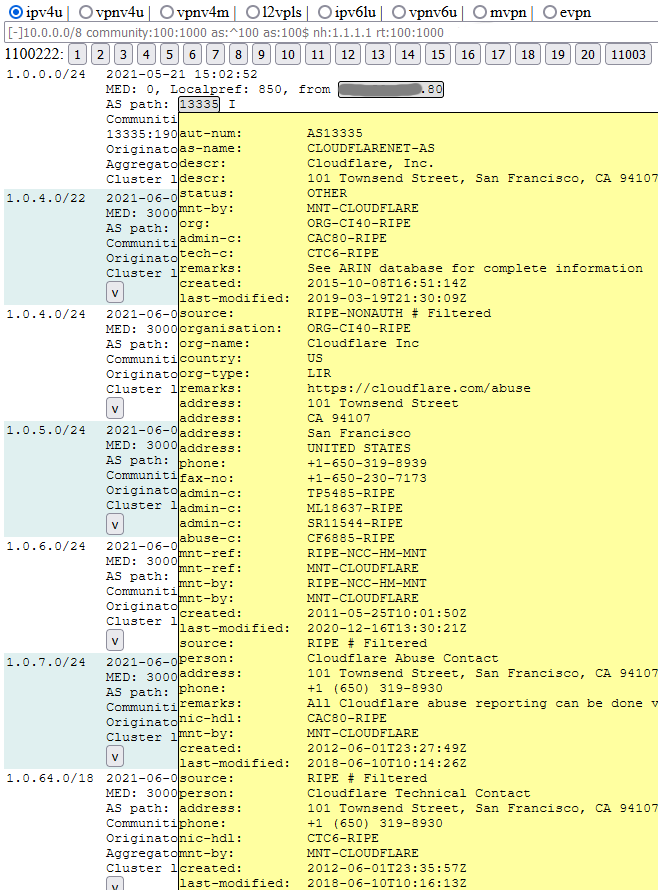 ipv4u vpnv4u vpnv4m l2vpls ipv6lu vpnv6u mvpn evpn
[-]10.0.0.0/8 community:100:1000 as:^100 as:100$ nh:1.1.1.1 rt:100:1000
1100222: 1 2 3 4 5 6 7 8 9 10 11 12 13 14 15 16 17 18 19 20 11003
1.0.0.0/24 2021-05-21 15:02:52
MED: 0, Localpref: 850, from .80
AS path: 13335 I
Communiti
13335:190
Originato
Aggregato
Cluster l
1.0.4.0/22 2021-06-0
MED: 3000
AS path:
Communiti
Originato
Cluster l
v
1.0.4.0/24 2021-06-0
MED: 3000
AS path:
Communiti
Originato
Cluster l
v
1.0.5.0/24 2021-06-0
MED: 3000
AS path:
Communiti
Originato
Cluster l
v
1.0.6.0/24 2021-06-0
MED: 3000
AS path:
Communiti
Originato
Cluster l
v
1.0.7.0/24 2021-06-0
MED: 3000
AS path:
Communiti
Originato
Cluster l
v
1.0.64.0/18 2021-06-0
MED: 3000
AS path:
Communiti
Originato
Aggregato
Cluster l
v
aut-num: AS13335
as-name: CLOUDFLARENET-AS
descr: Cloudflare, Inc.
descr: 101 Townsend Street, San Francisco, CA 94107
status: OTHER
mnt-by: MNT-CLOUDFLARE
org: ORG-CI40-RIPE
admin-c: CAC80-RIPE
tech-c: CTC6-RIPE
remarks: See ARIN database for complete information
created: 2015-10-08T16:51:14Z
last-modified: 2019-03-19T21:30:09Z
source: RIPE-NONAUTH # Filtered
organisation: ORG-CI40-RIPE
org-name: Cloudflare Inc
country: US
org-type: LIR
remarks: https://cloudflare.com/abuse
address: 101 Townsend Street
address: CA 94107
address: San Francisco
address: UNITED STATES
phone: +1-650-319-8939
fax-no: +1-650-230-7173
admin-c: TP5485-RIPE
admin-c: ML18637-RIPE
admin-c: SR11544-RIPE
abuse-c: CF6885-RIPE
mnt-ref: RIPE-NCC-HM-MNT
mnt-ref: MNT-CLOUDFLARE
mnt-by: RIPE-NCC-HM-MNT
mnt-by: MNT-CLOUDFLARE
created: 2011-05-25T10:01:50Z
last-modified: 2020-12-16T13:30:21Z
source: RIPE # Filtered
person: Cloudflare Abuse Contact
address: 101 Townsend Street, San Francisco, CA 94107
phone: +1 (650) 319-8930
remarks: All Cloudflare abuse reporting can be done v
nic-hdl: CAC80-RIPE
mnt-by: MNT-CLOUDFLARE
created: 2012-06-01T23:27:49Z
last-modified: 2018-06-10T10:14:26Z
source: RIPE # Filtered
person: Cloudflare Technical Contact
address: 101 Townsend Street, San Francisco, CA 94107
phone: +1 (650) 319-8930
nic-hdl: CTC6-RIPE
mnt-by: MNT-CLOUDFLARE
created: 2012-06-01T23:35:57Z
last-modified: 2018-06-10T10:16:13Z